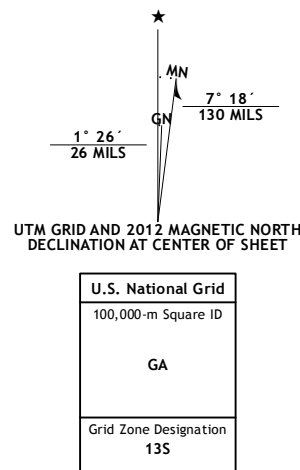 ★
MN
7° 18´
130 MILS
GN
1° 26´
26 MILS
UTM GRID AND 2012 MAGNETIC NORTH
DECLINATION AT CENTER OF SHEET
U.S. National Grid
100,000-m Square ID
GA
Grid Zone Designation
13S